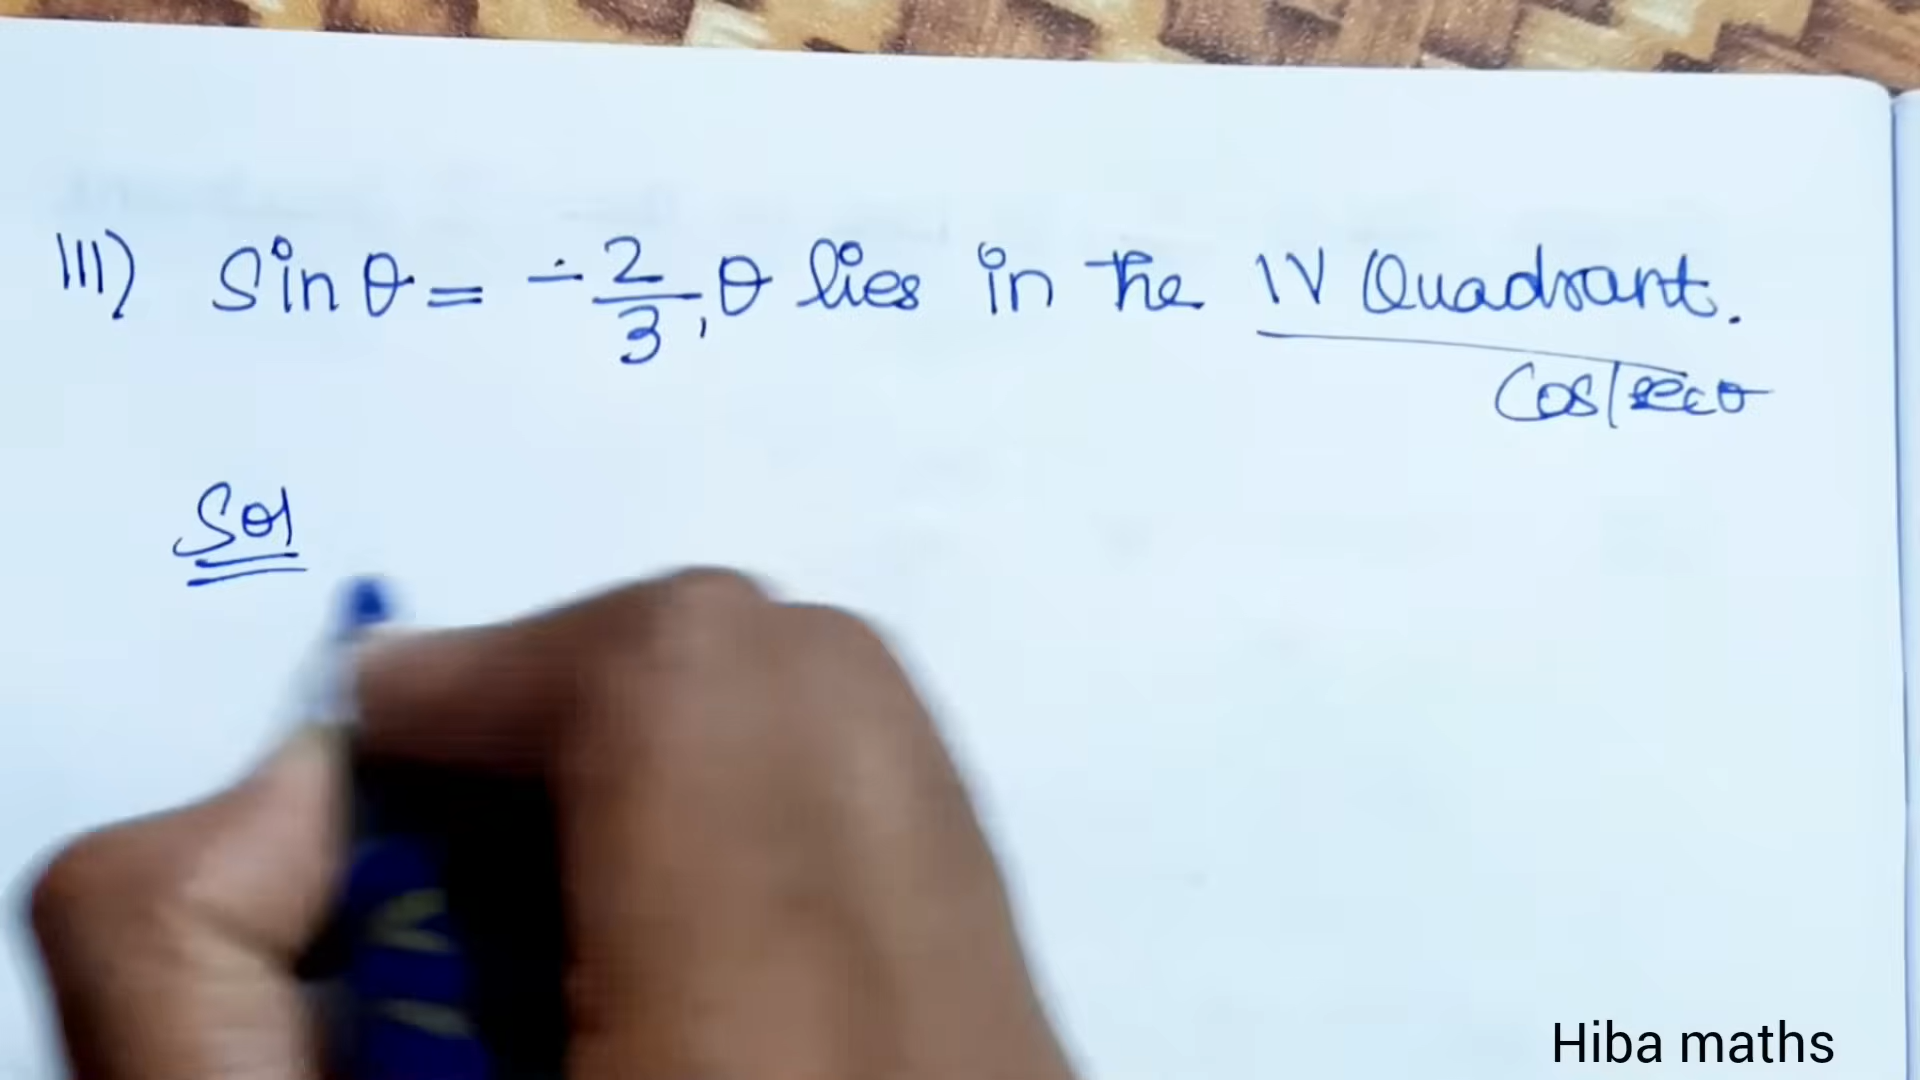 III) Sin θ = -2/3, θ lies in the IV Quadrant.
Cos/secθ
Sol
Hiba maths